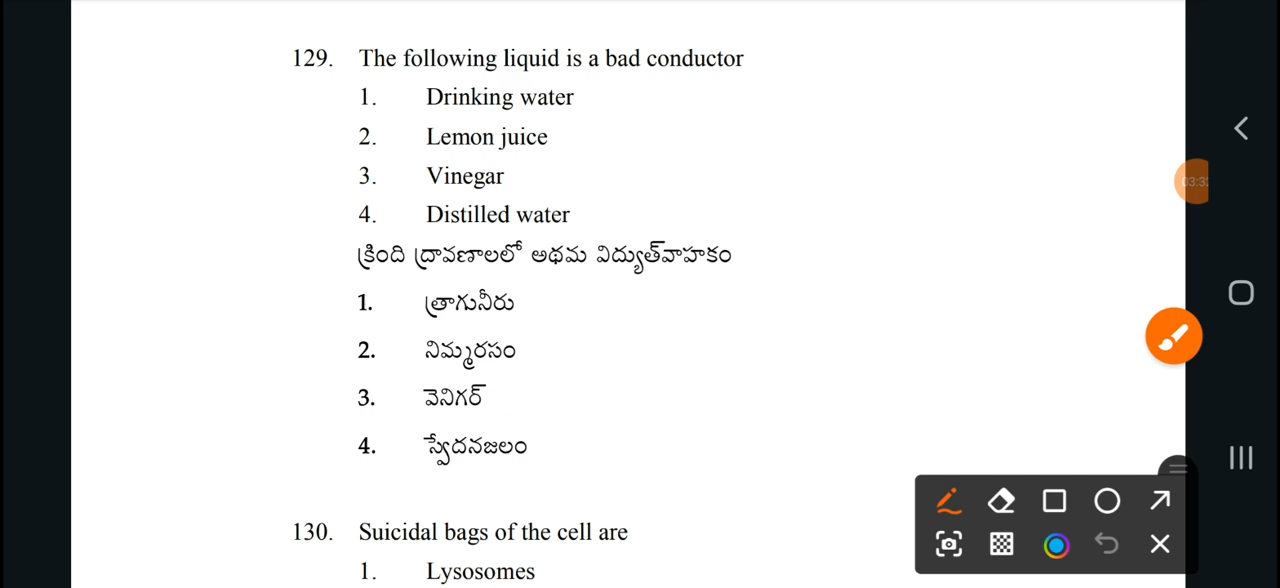 129. The following liquid is a bad conductor
1. Drinking water
2. Lemon juice
3. Vinegar
4. Distilled water
క్రింది ద్రావణాలలో అథమ విద్యుత్‌వాహకం
1. త్రాగునీరు
2. నిమ్మరసం
3. వెనిగర్
4. స్వేదనజలం
130. Suicidal bags of the cell are
1. Lysosomes